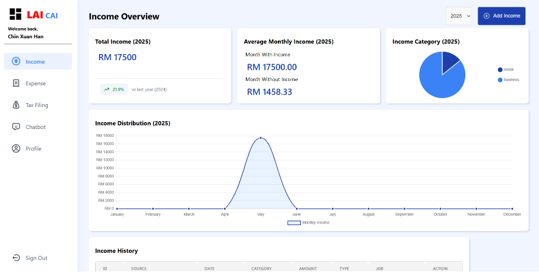 LAI CAI
Welcome back,
Chin Xuan Han
Income
Expense
Tax Filing
Chatbot
Profile
Sign Out
Income Overview
2025
Add Income
Total Income (2025)
RM 17500
21.9%
vs last year (2024)
Average Monthly Income (2025)
Month With Income
RM 17500.00
Month Without Income
RM 1458.33
Income Category (2025)
business
Income Distribution (2025)
RM 18000
RM 16000
RM 14000
RM 12000
RM 10000
RM 8000
RM 6000
RM 4000
RM 2000
RM 0
January February March April May June July August September October November December
Monthly Income
Income History
ID SOURCE DATE CATEGORY AMOUNT TYPE JOB ACTION